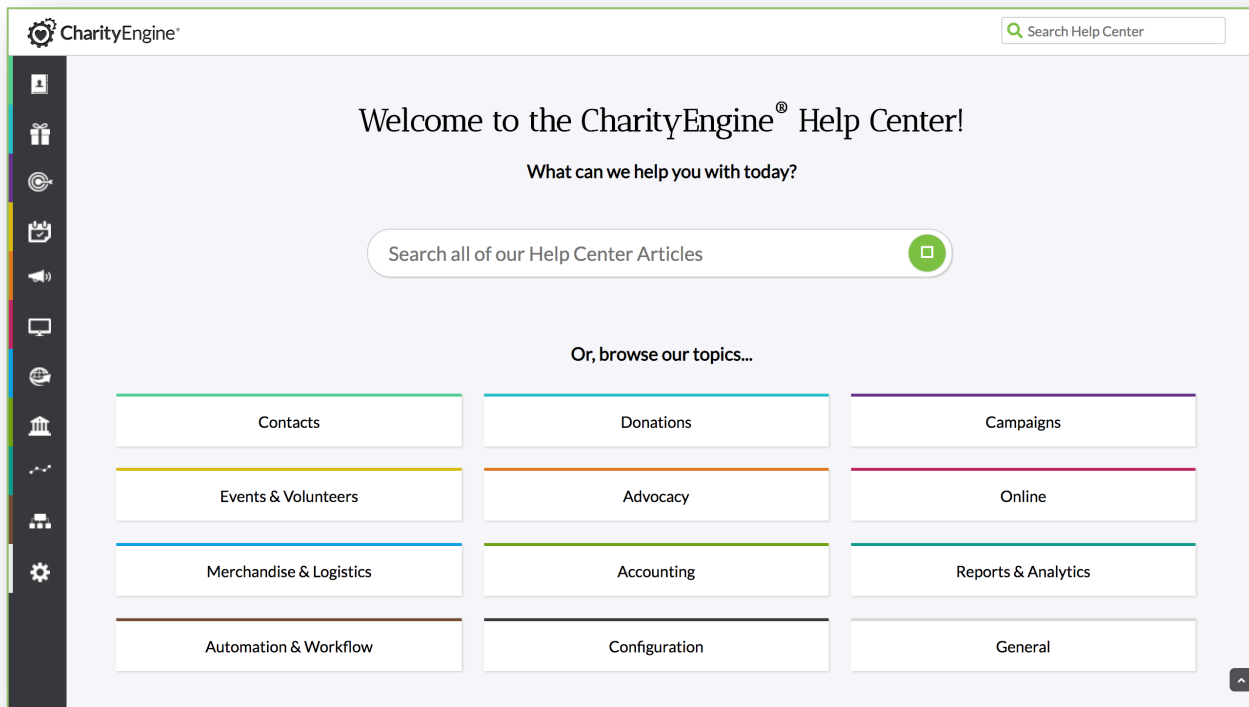 CharityEngine®
Search Help Center
Welcome to the CharityEngine® Help Center!
What can we help you with today?
Search all of our Help Center Articles
Or, browse our topics...
Contacts
Donations
Campaigns
Events & Volunteers
Advocacy
Online
Merchandise & Logistics
Accounting
Reports & Analytics
Automation & Workflow
Configuration
General